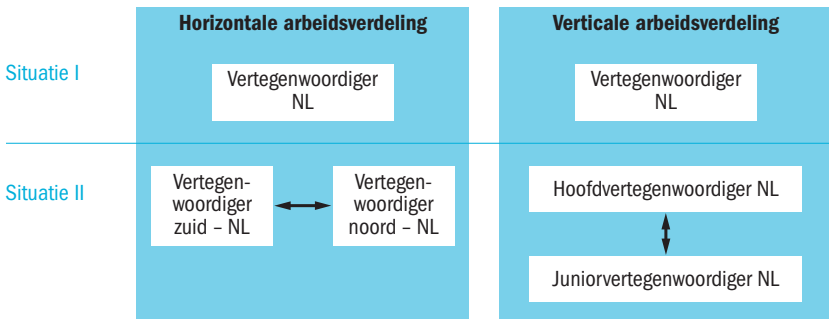 Horizontale arbeidsverdeling
Verticale arbeidsverdeling
Situatie I
Vertegenwoordiger
NL
Vertegenwoordiger
NL
Situatie II
Vertegen-
woordiger
zuid – NL
Vertegen-
woordiger
noord – NL
Hoofdvertegenwoordiger NL
Juniorvertegenwoordiger NL